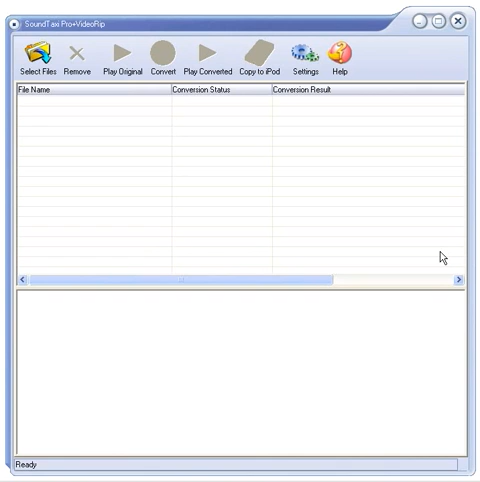 SoundTaxi Pro+VideoRip
Select Files Remove Play Original Convert Play Converted Copy to iPod Settings Help
File Name Conversion Status Conversion Result
Ready